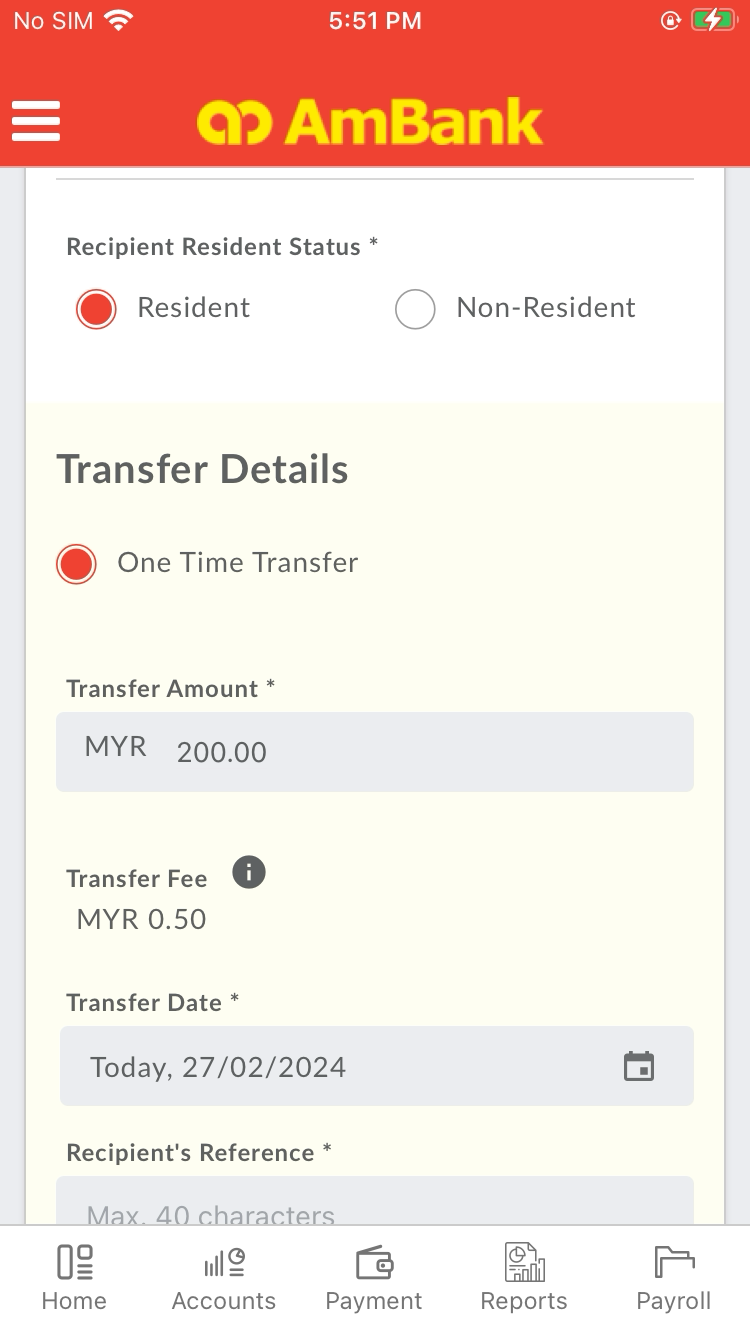 No SIM 5:51 PM
AmBank
Recipient Resident Status *
Resident Non-Resident
Transfer Details
One Time Transfer
Transfer Amount *
MYR 200.00
Transfer Fee i
MYR 0.50
Transfer Date *
Today, 27/02/2024
Recipient's Reference *
Max. 40 characters
Home Accounts Payment Reports Payroll